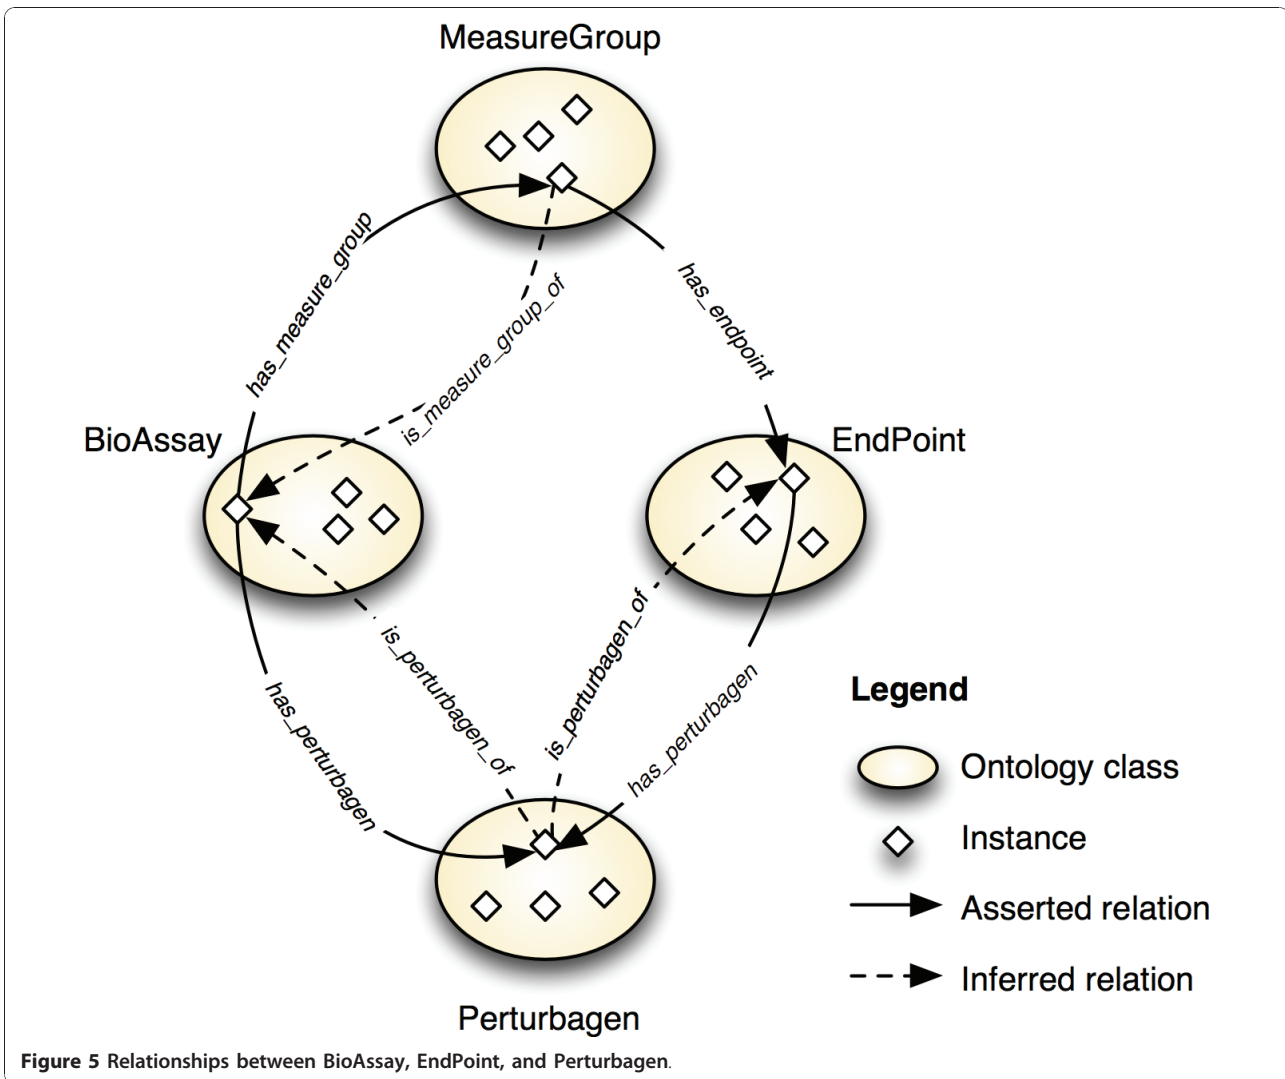 MeasureGroup
has_measure_group
is_measure_group_of
has_endpoint
BioAssay
EndPoint
has_perturbagen
is_perturbagen_of
is_perturbagen_of
has_perturbagen
Perturbagen
Legend
Ontology class
Instance
Asserted relation
Inferred relation
Figure 5 Relationships between BioAssay, EndPoint, and Perturbagen.